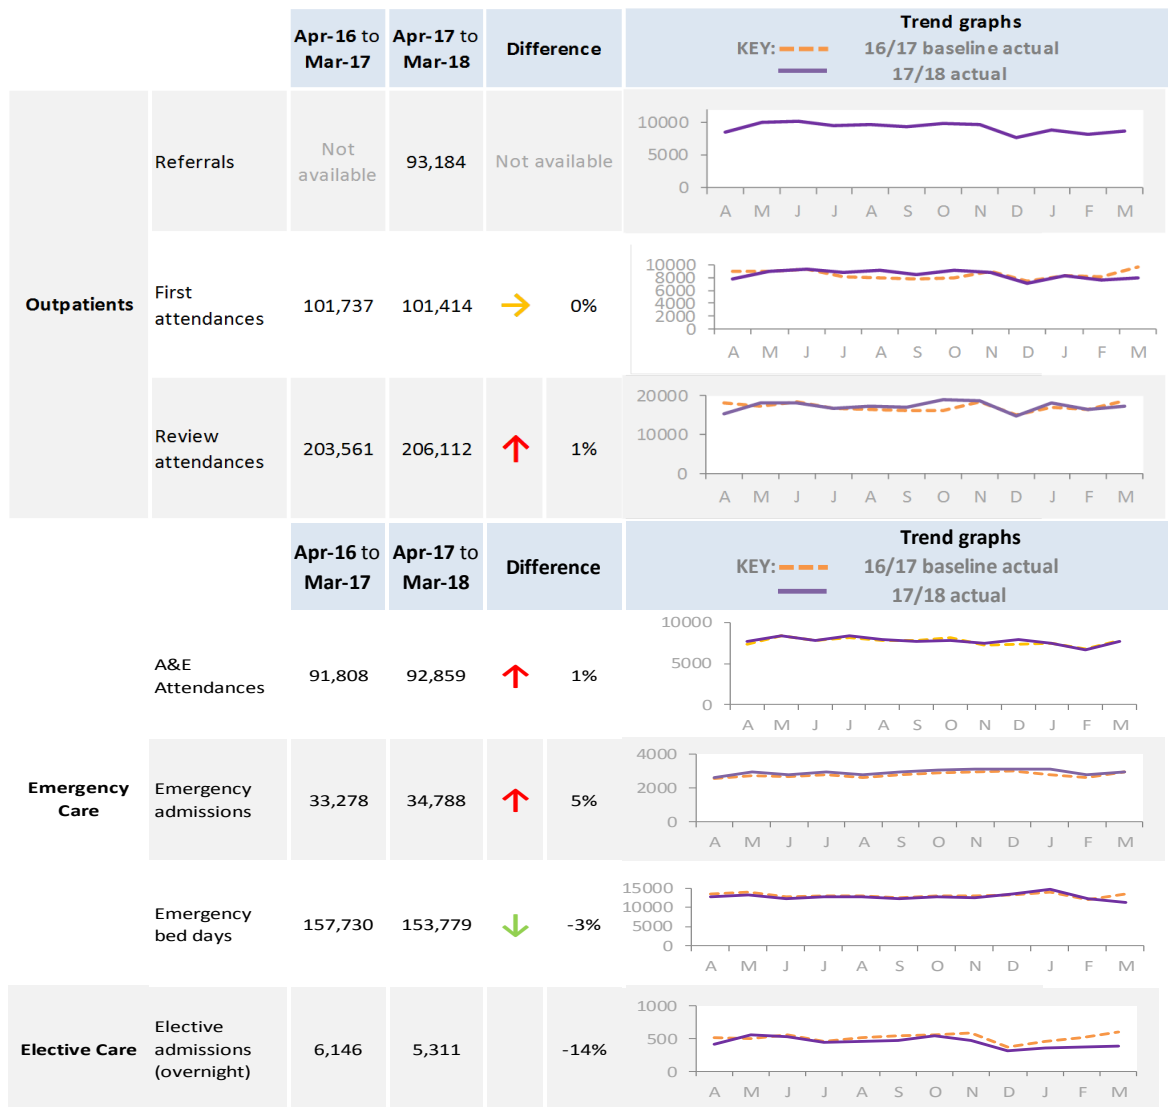 Apr-16 to Mar-17
Apr-17 to Mar-18
Difference
Trend graphs
KEY: 16/17 baseline actual
17/18 actual
Outpatients
Referrals
Not available
93,184
Not available
10000
5000
0
A M J J A S O N D J F M
First attendances
101,737
101,414
0%
10000
8000
6000
4000
2000
0
A M J J A S O N D J F M
Review attendances
203,561
206,112
1%
20000
10000
0
A M J J A S O N D J F M
Apr-16 to Mar-17
Apr-17 to Mar-18
Difference
Trend graphs
KEY: 16/17 baseline actual
17/18 actual
Emergency Care
A&E Attendances
91,808
92,859
1%
10000
5000
0
A M J J A S O N D J F M
Emergency admissions
33,278
34,788
5%
4000
2000
0
A M J J A S O N D J F M
Emergency bed days
157,730
153,779
-3%
15000
10000
5000
0
A M J J A S O N D J F M
Elective Care
Elective admissions (overnight)
6,146
5,311
-14%
1000
500
0
A M J J A S O N D J F M